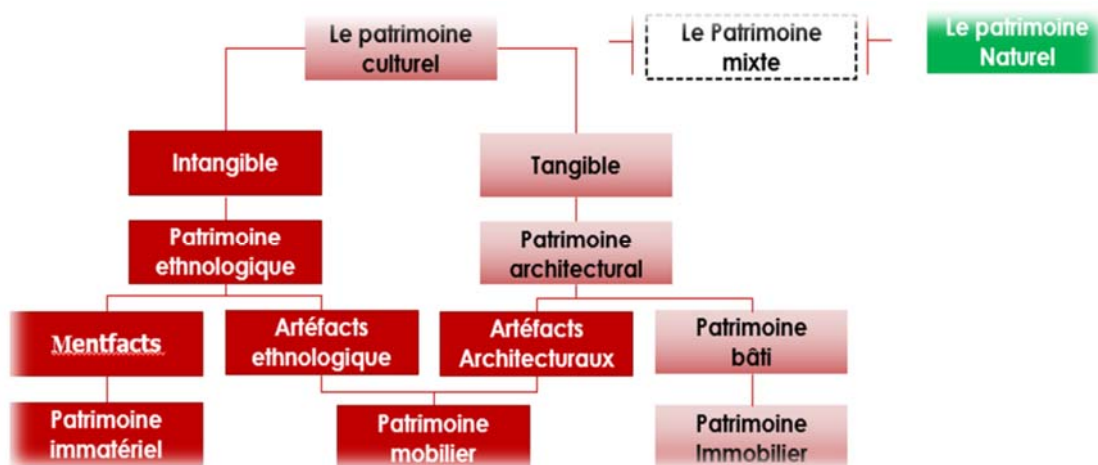 Le patrimoine
culturel
Le Patrimoine
mixte
Le patrimoine
Naturel
Intangible
Tangible
Patrimoine
ethnologique
Patrimoine
architectural
Mentfacts
Artéfacts
ethnologique
Artéfacts
Architecturaux
Patrimoine
bâti
Patrimoine
immatériel
Patrimoine
mobilier
Patrimoine
Immobilier